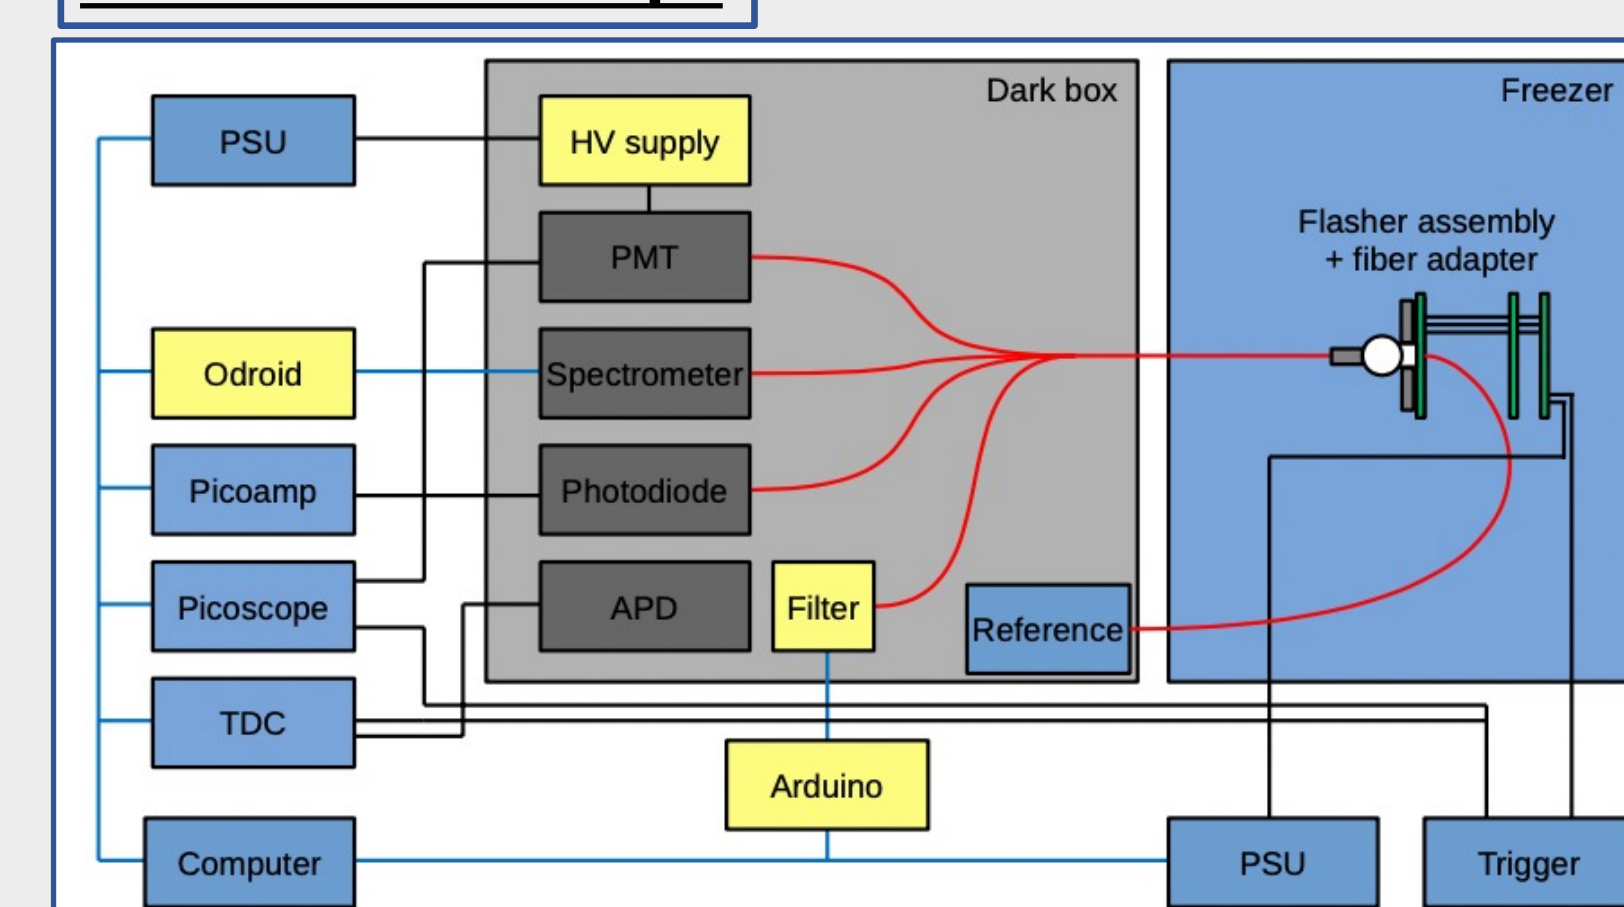 Dark box
Freezer
PSU
HV supply
PMT
Flasher assembly
+ fiber adapter
Odroid
Spectrometer
Picoamp
Photodiode
Picoscope
APD
Filter
Reference
TDC
Arduino
Computer
PSU
Trigger